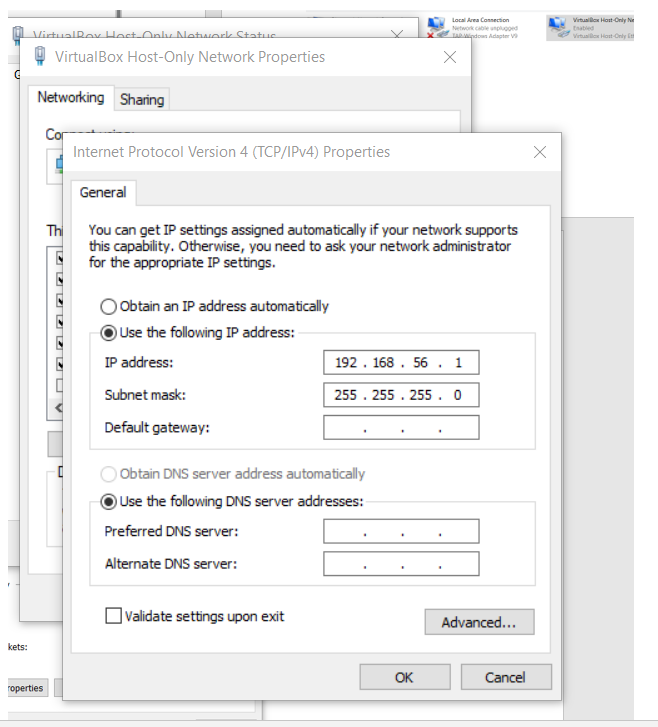 Local Area Connection
Network cable unplugged
TAP-Windows Adapter V9
VirtualBox Host-Only Ne
Enabled
VirtualBox Host-Only Eth
VirtualBox Host-Only Network Status
VirtualBox Host-Only Network Properties
Networking
Sharing
Internet Protocol Version 4 (TCP/IPv4) Properties
General
You can get IP settings assigned automatically if your network supports
this capability. Otherwise, you need to ask your network administrator
for the appropriate IP settings.
Obtain an IP address automatically
Use the following IP address:
IP address:
192 . 168 . 56 . 1
Subnet mask:
255 . 255 . 255 . 0
Default gateway:
. . .
Obtain DNS server address automatically
Use the following DNS server addresses:
Preferred DNS server:
. . .
Alternate DNS server:
. . .
Validate settings upon exit
Advanced...
OK
Cancel
kets:
roperties